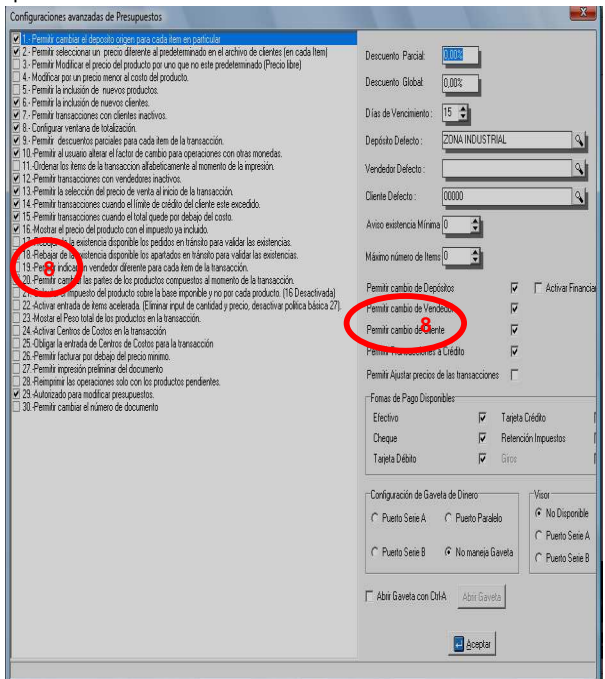 Configuraciones avanzadas de Presupuestos
1.- Permitir cambiar el deposito origen para cada item en particular
2.- Permitir seleccionar un precio diferente al predeterminado en el archivo de clientes (en cada Item)
3.- Permitir Modificar el precio del producto por uno que no este predeterminado (Precio libre)
4.- Modificar por un precio menor al costo del producto.
5.- Permitir la inclusión de nuevos productos.
6.- Permitir la inclusión de nuevos clientes.
7.- Permitir transacciones con clientes inactivos.
8.- Configurar ventana de totalización.
9.- Permitir descuentos parciales para cada item de la transacción.
10.-Permitir al usuario alterar el factor de cambio para operaciones con otras monedas.
11.-Ordenar los items de la transaccion alfabeticamente al momento de la impresión.
12.-Permitir transacciones con vendedores inactivos.
13.-Permitir la selección del precio de venta al inicio de la transacción.
14.-Permitir transacciones cuando el límite de crédito del cliente este excedido.
15.-Permitir transacciones cuando el total quede por debajo del costo.
16.-Mostrar el precio del producto con el impuesto ya incluido.
la existencia disponible los pedidos en tránsito para validar las existencias.
18.-Rebajar de la existencia disponible los apartados en tránsito para validar las existencias.
19.-Permitir indicar un vendedor diferente para cada item de la transacción.
20.-Permitir cambiar las partes de los productos compuestos al momento de la transacción.
impuesto del producto sobre la base imponible y no por cada producto. (16 Desactivada)
22.-Activar entrada de items acelerada. (Eliminar input de cantidad y precio, desactivar politica básica 27).
23.-Mostar el Peso total de los productos en la transacción.
24.-Activar Centros de Costos en la transacción
25.-Obligar la entrada de Centros de Costos para la transacción
26.-Permitir facturar por debajo del precio minimo.
27.-Permitir impresión preliminar del documento
28.-Reimprimir las operaciones solo con los productos pendientes.
29.-Autorizado para modificar presupuestos.
30.-Permitir cambiar el número de documento
8
Descuento Parcial: 0,00%
Descuento Global: 0,00%
Días de Vencimiento : 15
Depósito Defecto : ZONA INDUSTRIAL
Vendedor Defecto :
Cliente Defecto : 00000
Aviso existencia Mínima 0
Máximo número de Items 0
Permitir cambio de Depósitos Activar Financiar
Permitir cambio de Vendedor
Permitir cambio de Cliente
8
Permitir Transacciones a Crédito
Permitir Ajustar precios de las transacciones
Fomas de Pago Disponibles
Efectivo Tarjeta Crédito
Cheque Retención Impuestos
Tarjeta Débito Giros
Configuración de Gaveta de Dinero Visor
Puerto Serie A Puerto Paralelo No Disponible
Puerto Serie A
Puerto Serie B No maneja Gaveta Puerto Serie B
Abrir Gaveta con Ctrl-A Abrir Gaveta
Aceptar